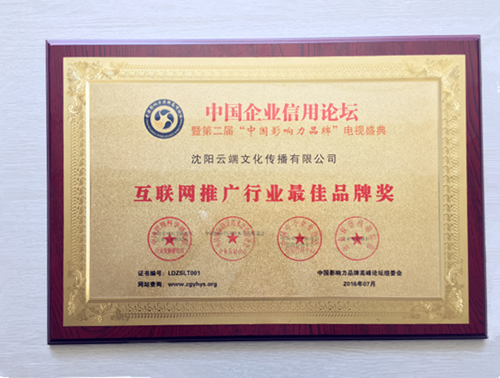 中国企业信用论坛
暨第二届“中国影响力品牌”电视盛典
沈阳云端文化传播有限公司
互联网推广行业最佳品牌奖
证书编号：LDZSLT001
网站查询：www.zgyhys.org
中国影响力品牌高峰论坛组委会
2016年07月